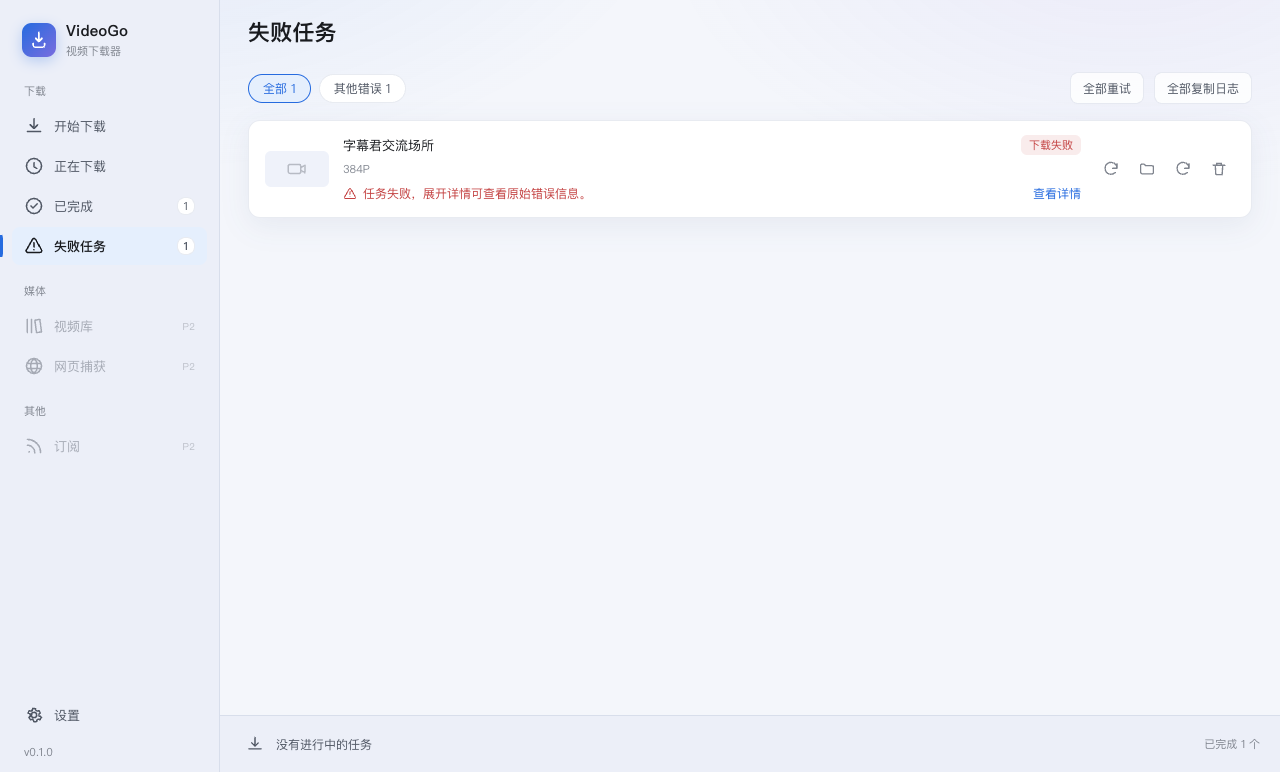 VideoGo
视频下载器
下载
开始下载
正在下载
已完成 1
失败任务 1
媒体
视频库 P2
网页捕获 P2
其他
订阅 P2
设置
v0.1.0
失败任务
全部 1 其他错误 1 全部重试 全部复制日志
字幕君交流场所 下载失败
384P
任务失败，展开详情可查看原始错误信息。 查看详情
没有进行中的任务 已完成 1 个